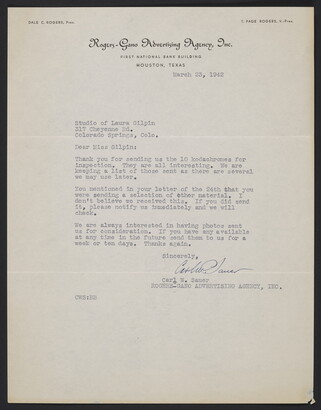 DALE C. ROGERS, Pres.
T. PAGE ROGERS, V.-Pres.
Rogers-Gano Advertising Agency, Inc.
FIRST NATIONAL BANK BUILDING
HOUSTON, TEXAS
March 23, 1942
Studio of Laura Gilpin
317 Cheyenne Rd.
Colorado Springs, Colo.
Dear Miss Gilpin:
Thank you for sending us the 10 kodachromes for
inspection. They are all interesting. We are
keeping a list of those sent as there are several
we may use later.
You mentioned in your letter of the 24th that you
were sending a selection of other material. I
don't believe we received this. If you did send
it, please notify us immediately and we will
check.
We are always interested in having photos sent
us for consideration. If you have any available
at any time in the future send them to us for a
week or ten days. Thanks again.
Sincerely,
Carl W. Sauer
ROGERS-GANO ADVERTISING AGENCY, INC.